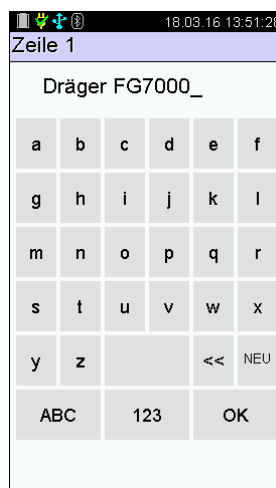 18.03.16 13:51:28
Zeile 1
Dräger FG7000_
a b c d e f
g h i j k l
m n o p q r
s t u v w x
y z << NEU
ABC 123 OK